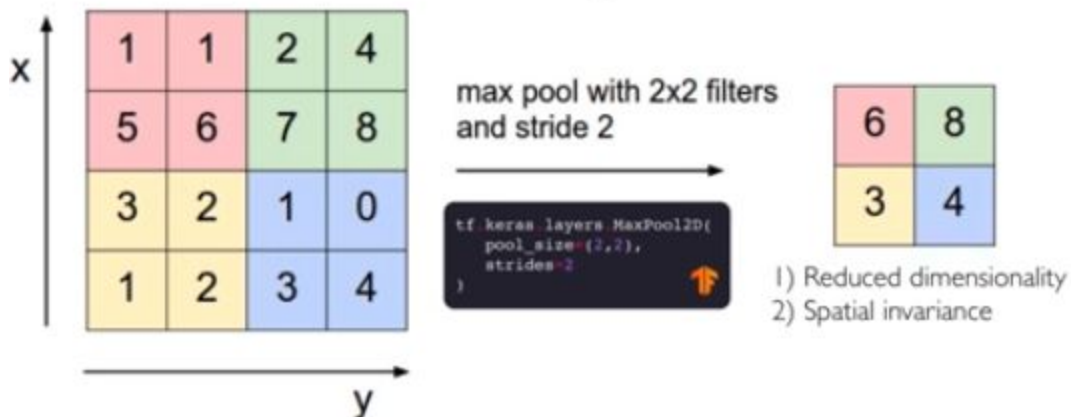 x
1 1 2 4
5 6 7 8
3 2 1 0
1 2 3 4
y
max pool with 2x2 filters
and stride 2
tf.keras.layers.MaxPool2D(
pool_size=(2,2),
strides=2
)
6 8
3 4
1) Reduced dimensionality
2) Spatial invariance